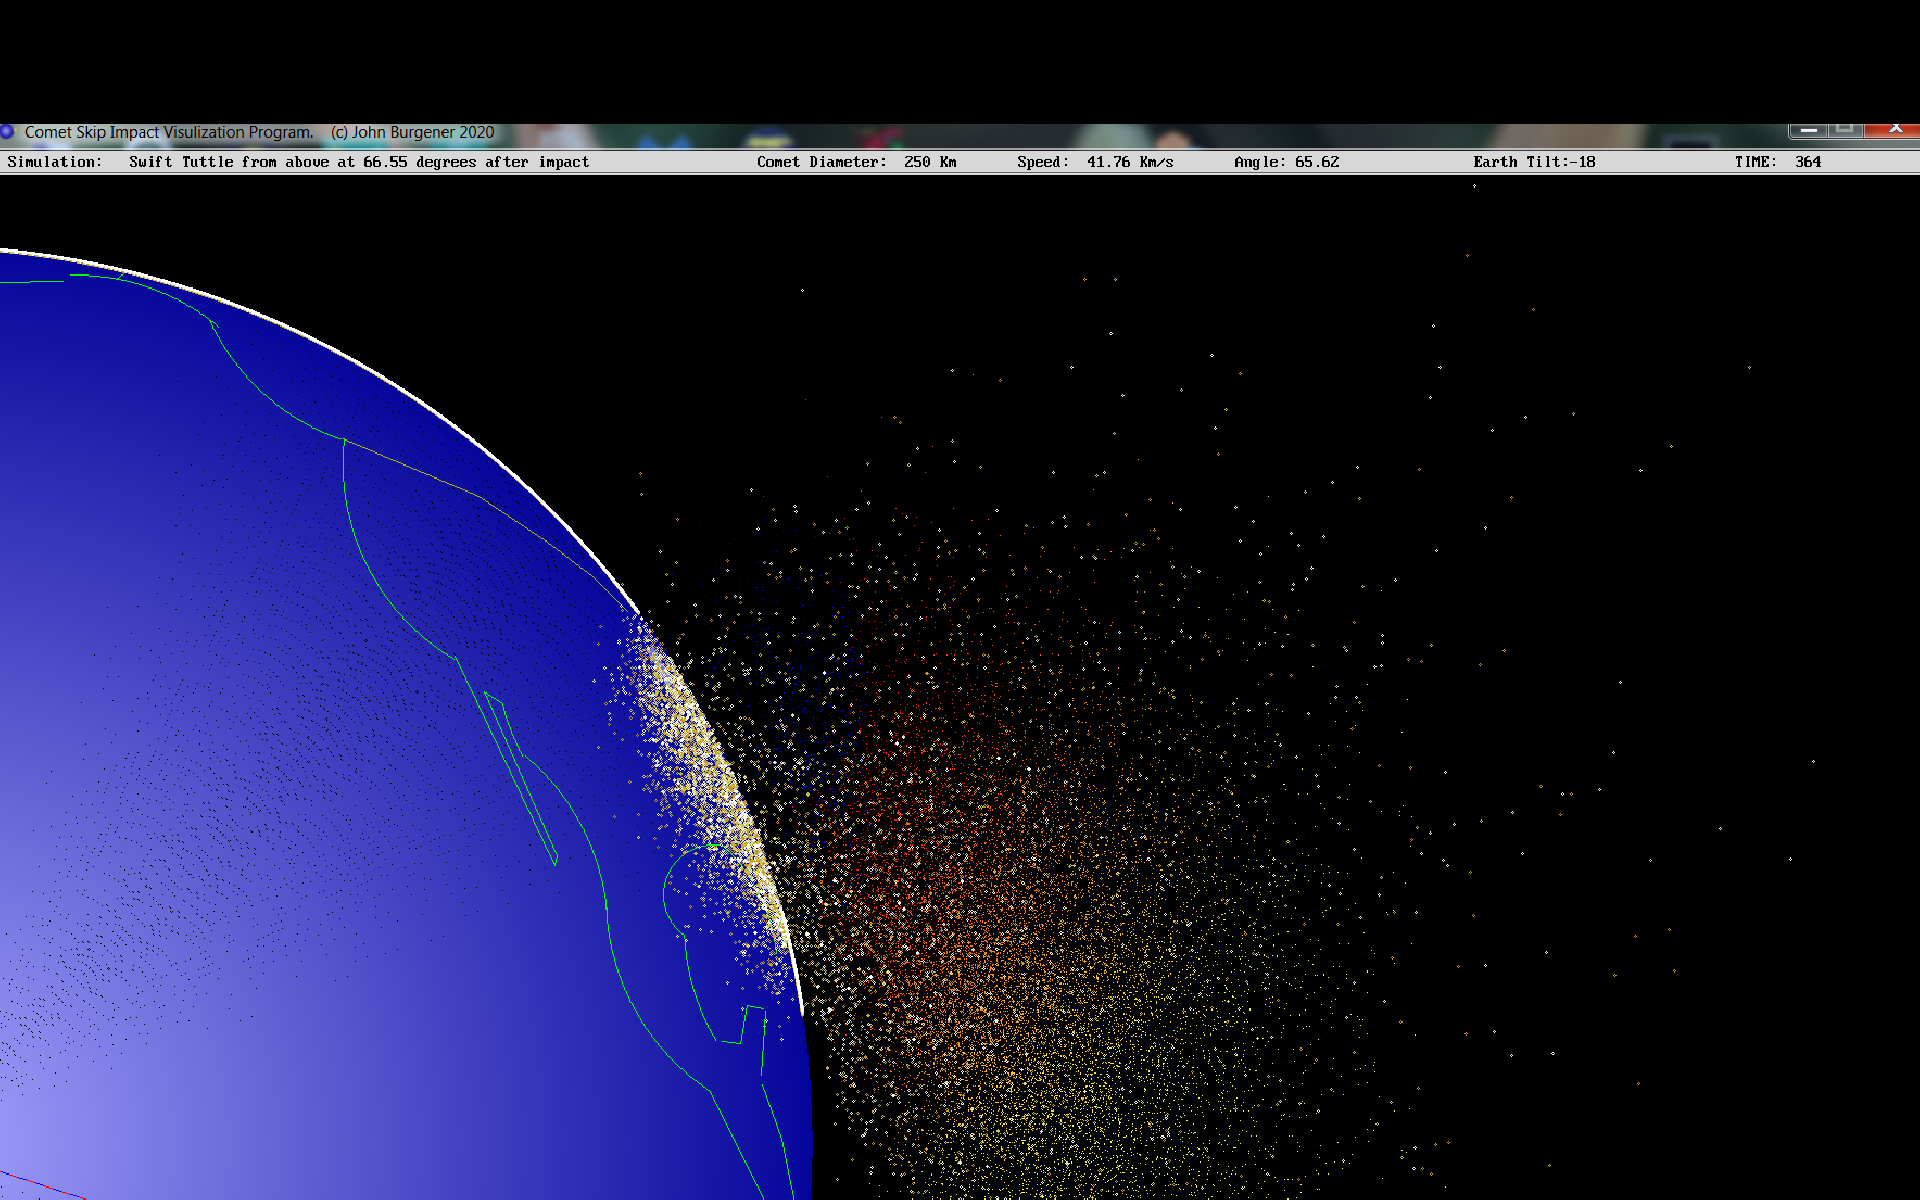 Comet Skip Impact Visulization Program. (c) John Burgener 2020
Simulation: Swift Tuttle from above at 66.55 degrees after impact Comet Diameter: 250 Km Speed: 41.76 Km/s Angle: 65.62 Earth Tilt:-18 TIME: 364